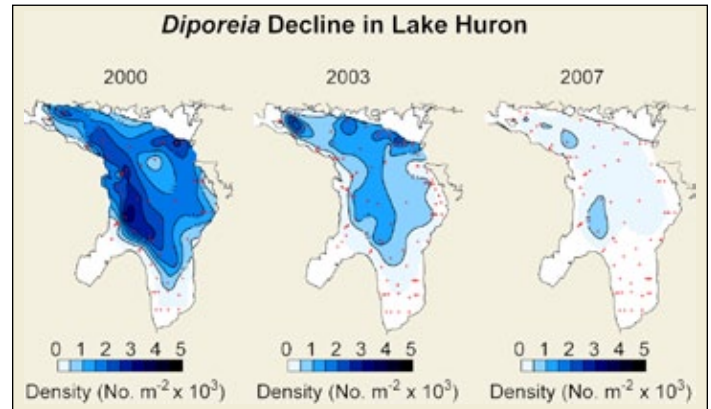 Diporeia Decline in Lake Huron
2000 2003 2007
0 1 2 3 4 5 0 1 2 3 4 5 0 1 2 3 4 5
Density (No. m⁻² x 10³) Density (No. m⁻² x 10³) Density (No. m⁻² x 10³)